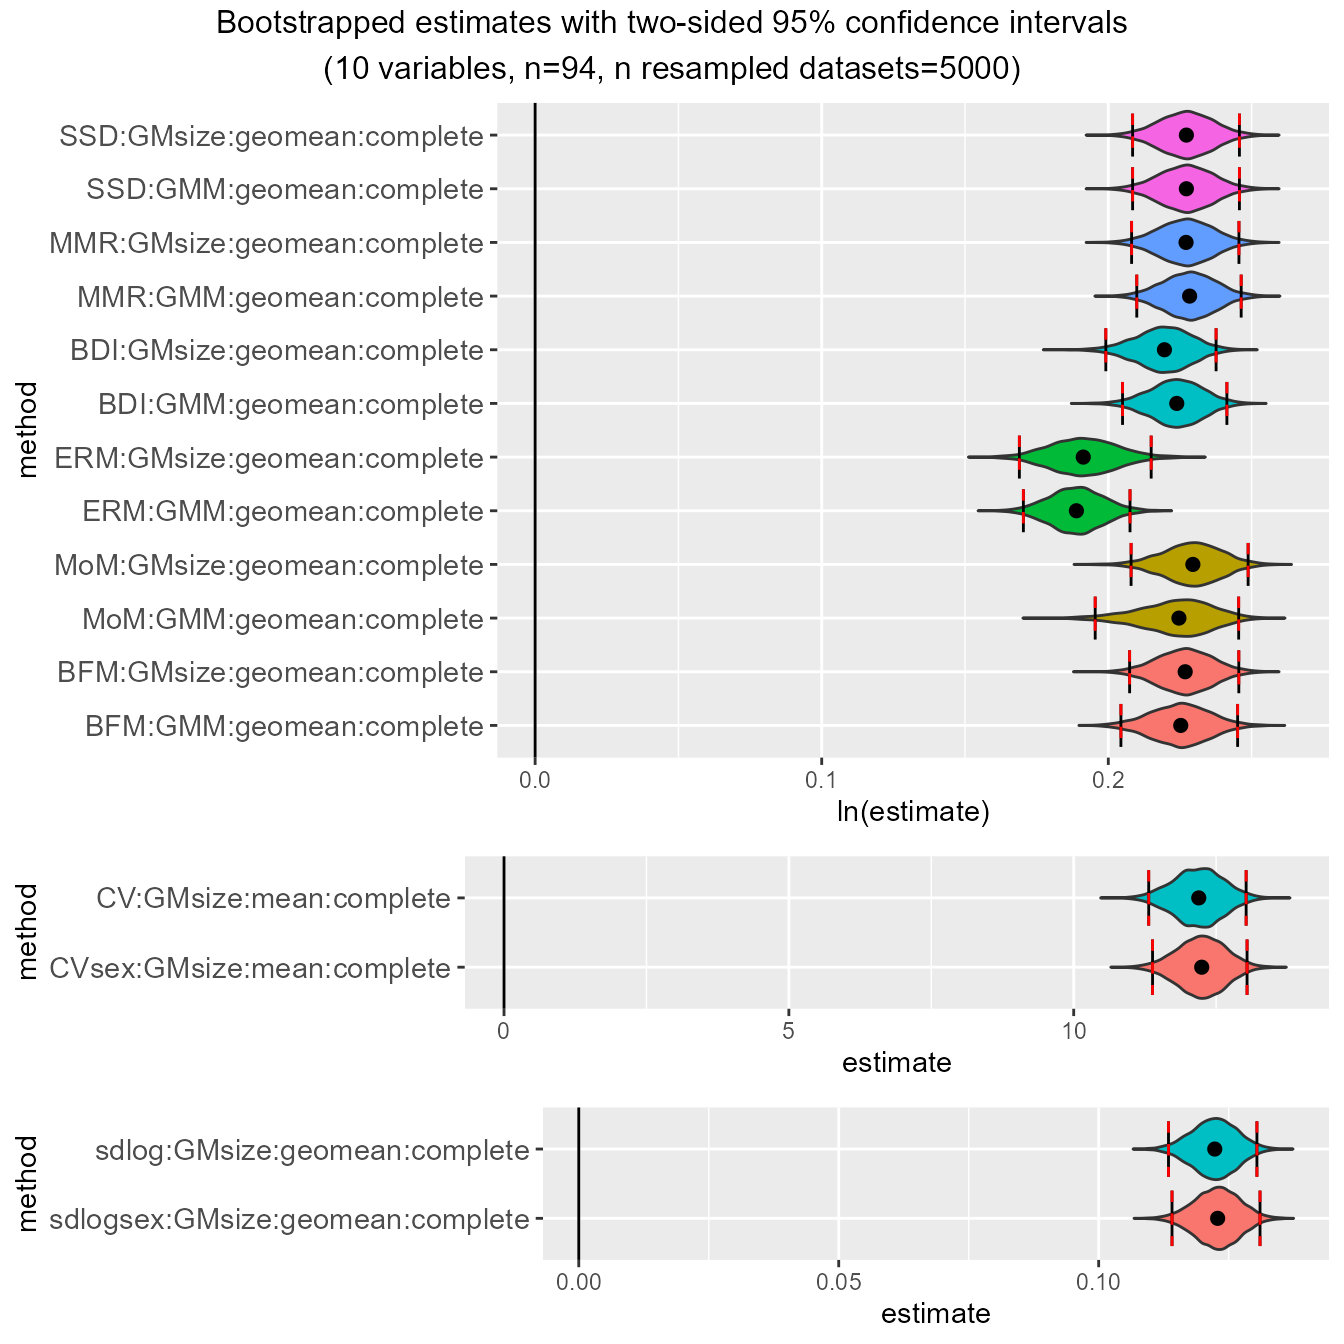 Bootstrapped estimates with two-sided 95% confidence intervals
(10 variables, n=94, n resampled datasets=5000)
SSD:GMsize:geomean:complete
SSD:GMM:geomean:complete
MMR:GMsize:geomean:complete
MMR:GMM:geomean:complete
BDI:GMsize:geomean:complete
BDI:GMM:geomean:complete
ERM:GMsize:geomean:complete
ERM:GMM:geomean:complete
MoM:GMsize:geomean:complete
MoM:GMM:geomean:complete
BFM:GMsize:geomean:complete
BFM:GMM:geomean:complete
method
0.0 0.1 0.2
ln(estimate)
CV:GMsize:mean:complete
CVsex:GMsize:mean:complete
method
0 5 10
estimate
sdlog:GMsize:geomean:complete
sdlogsex:GMsize:geomean:complete
method
0.00 0.05 0.10
estimate